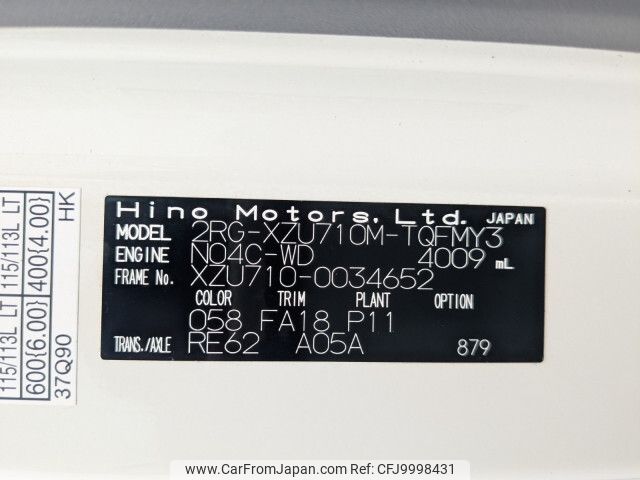 Hino Motors, Ltd. JAPAN
MODEL 2RG-XZU710M-TQFMY3
ENGINE N04C-WD 4009 mL
FRAME No. XZU710-0034652
COLOR TRIM PLANT OPTION
058 FA18 P11
TRANS./AXLE RE62 A05A 879
115/113L LT 115/113L LT
600{6.00} 400{4.00}
37Q90 HK
© www.CarFromJapan.com - CFJ9998431